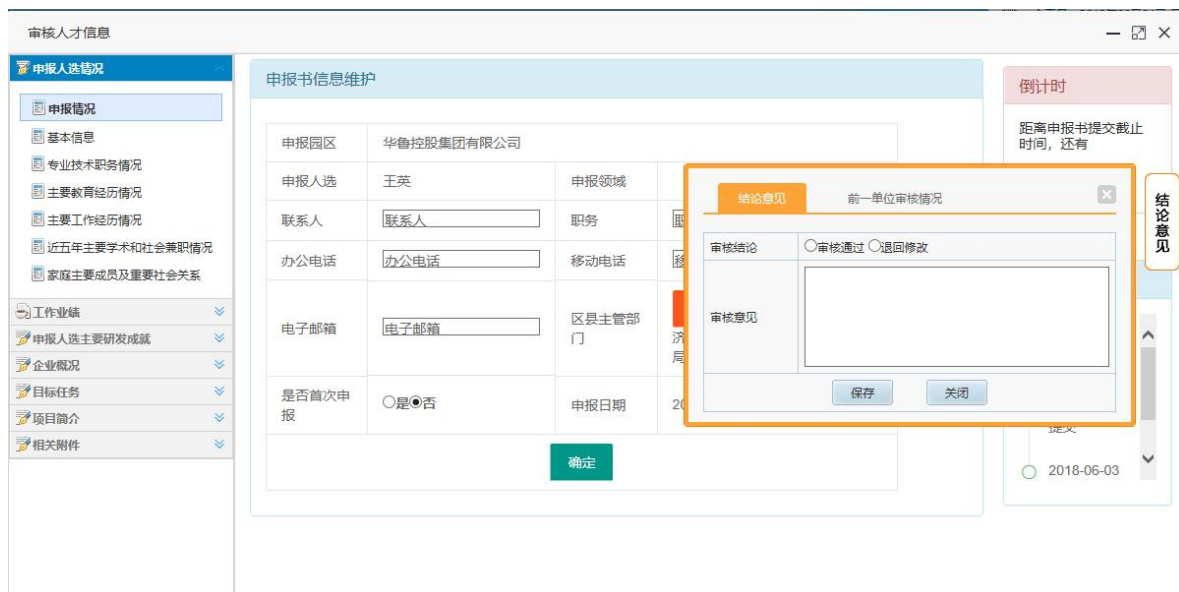 审核人才信息
申报人选情况
申报情况
基本信息
专业技术职务情况
主要教育经历情况
主要工作经历情况
近五年主要学术和社会兼职情况
家庭主要成员及重要社会关系
工作业绩
申报人选主要研发成就
企业概况
目标任务
项目简介
相关附件
申报书信息维护
申报园区 华鲁控股集团有限公司
申报人选 王英 申报领域
联系人 联系人 职务
办公电话 办公电话 移动电话
电子邮箱 电子邮箱 区县主管部
门
济
局
是否首次申
报
是 否 申报日期 20
确定
结论意见 前一单位审核情况
审核结论 审核通过 退回修改
审核意见
保存 关闭
倒计时
距离申报书提交截止
时间，还有
结论意见
提交
2018-06-03